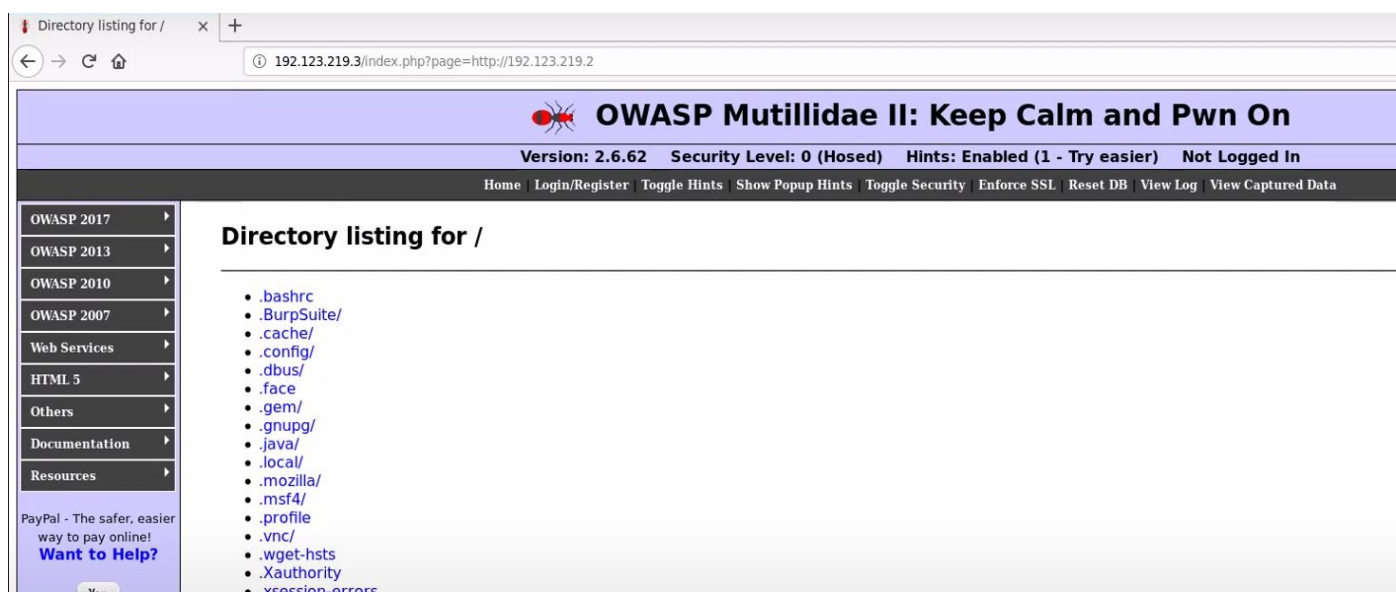 Directory listing for /
192.123.219.3/index.php?page=http://192.123.219.2
OWASP Mutillidae II: Keep Calm and Pwn On
Version: 2.6.62 Security Level: 0 (Hosed) Hints: Enabled (1 - Try easier) Not Logged In
Home | Login/Register | Toggle Hints | Show Popup Hints | Toggle Security | Enforce SSL | Reset DB | View Log | View Captured Data
OWASP 2017
OWASP 2013
OWASP 2010
OWASP 2007
Web Services
HTML 5
Others
Documentation
Resources
PayPal - The safer, easier
way to pay online!
Want to Help?
Directory listing for /
.bashrc
.BurpSuite/
.cache/
.config/
.dbus/
.face
.gem/
.gnupg/
.java/
.local/
.mozilla/
.msf4/
.profile
.vnc/
.wget-hsts
.Xauthority
.xsession-errors